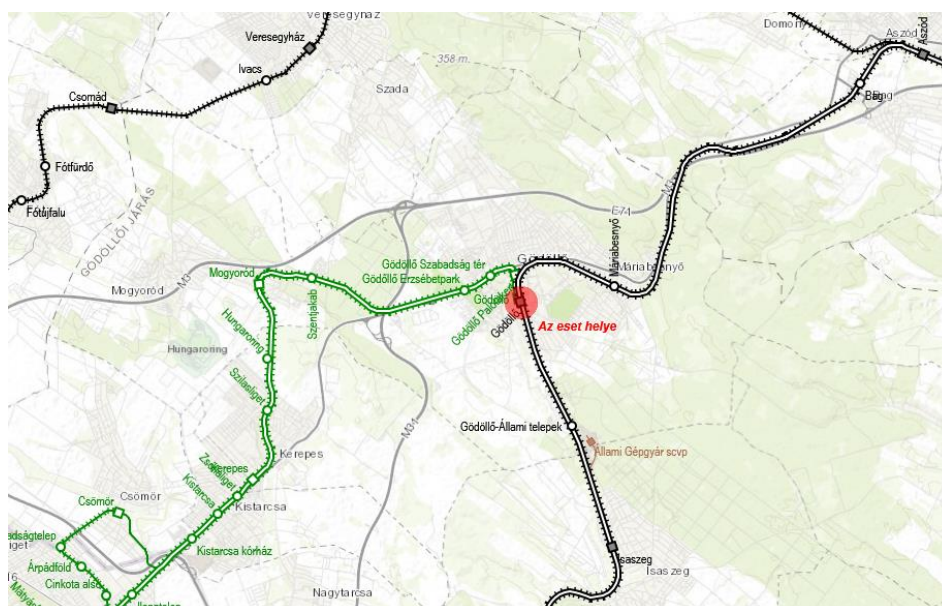 Veresegyház
Veresegyház
Ivacs
Csomád
Szada
358 m.
Domony
Aszód
Aszód
Bag
Fótfürdő
Fótújfalu
GÖDÖLLŐI JÁRÁS
M3
E71
Mogyoród
Mogyoród
Szentjakab
Gödöllő Szabadság tér
Gödöllő Erzsébetpark
Gödöllő
Gödöllő
Gödöllő
Máriabesnyő
Máriabesnyő
Az eset helye
Hungaroring
Hungaroring
Szilasliget
M31
Gödöllő-Állami telepek
Állami Gépgyár scvp
Kerepes
Kerepes
Zsófialiget
Kistarcsa
Kistarcsa
Csömör
Csömör
Kistarcsa kórház
Árpádföld
Cinkota alsó
Isaszeg
Isaszeg
Nagytarcsa